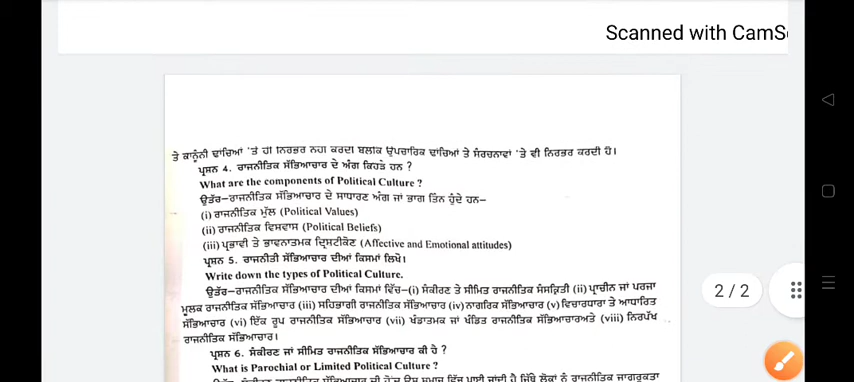 Scanned with CamS
ਤੇ ਕਾਨੂੰਨੀ ਢਾਂਚਿਆਂ 'ਤੇ ਹੀ ਨਿਰਭਰ ਨਹੀਂ ਕਰਦੀ ਬਲਕਿ ਉਪਚਾਰਿਕ ਢਾਂਚਿਆਂ ਤੇ ਸੰਰਚਨਾਵਾਂ 'ਤੇ ਵੀ ਨਿਰਭਰ ਕਰਦੀ ਹੈ।
ਪ੍ਰਸ਼ਨ 4. ਰਾਜਨੀਤਿਕ ਸੱਭਿਆਚਾਰ ਦੇ ਅੰਗ ਕਿਹੜੇ ਹਨ ?
What are the components of Political Culture ?
ਉੱਤਰ–ਰਾਜਨੀਤਿਕ ਸੱਭਿਆਚਾਰ ਦੇ ਸਾਧਾਰਣ ਅੰਗ ਜਾਂ ਭਾਗ ਤਿੰਨ ਹੁੰਦੇ ਹਨ–
(i) ਰਾਜਨੀਤਿਕ ਮੁੱਲ (Political Values)
(ii) ਰਾਜਨੀਤਿਕ ਵਿਸ਼ਵਾਸ (Political Beliefs)
(iii) ਪ੍ਰਭਾਵੀ ਤੇ ਭਾਵਨਾਤਮਕ ਦ੍ਰਿਸ਼ਟੀਕੋਣ (Affective and Emotional attitudes)
ਪ੍ਰਸ਼ਨ 5. ਰਾਜਨੀਤੀ ਸੱਭਿਆਚਾਰ ਦੀਆਂ ਕਿਸਮਾਂ ਲਿਖੋ।
Write down the types of Political Culture.
ਉੱਤਰ–ਰਾਜਨੀਤਿਕ ਸੱਭਿਆਚਾਰ ਦੀਆਂ ਕਿਸਮਾਂ ਵਿੱਚ–(i) ਸੰਕੀਰਣ ਤੇ ਸੀਮਿਤ ਰਾਜਨੀਤਿਕ ਸੰਸਕ੍ਰਿਤੀ (ii) ਪ੍ਰਾਚੀਨ ਜਾਂ ਪਰਜਾ
ਮੂਲਕ ਰਾਜਨੀਤਿਕ ਸੱਭਿਆਚਾਰ (iii) ਸਹਿਭਾਗੀ ਰਾਜਨੀਤਿਕ ਸੱਭਿਆਚਾਰ (iv) ਨਾਗਰਿਕ ਸੱਭਿਆਚਾਰ (v) ਵਿਚਾਰਧਾਰਾ ਤੇ ਆਧਾਰਿਤ
ਸੱਭਿਆਚਾਰ (vi) ਇੱਕ ਰੂਪ ਰਾਜਨੀਤਿਕ ਸੱਭਿਆਚਾਰ (vii) ਖੰਡਾਤਮਕ ਜਾਂ ਖੰਡਿਤ ਰਾਜਨੀਤਿਕ ਸੱਭਿਆਚਾਰਅਤੇ (viii) ਨਿਰਪੱਖ
ਰਾਜਨੀਤਿਕ ਸੱਭਿਆਚਾਰ।
2 / 2
ਪ੍ਰਸ਼ਨ 6. ਸੰਕੀਰਣ ਜਾਂ ਸੀਮਿਤ ਰਾਜਨੀਤਿਕ ਸੱਭਿਆਚਾਰ ਕੀ ਹੈ ?
What is Parochial or Limited Political Culture ?